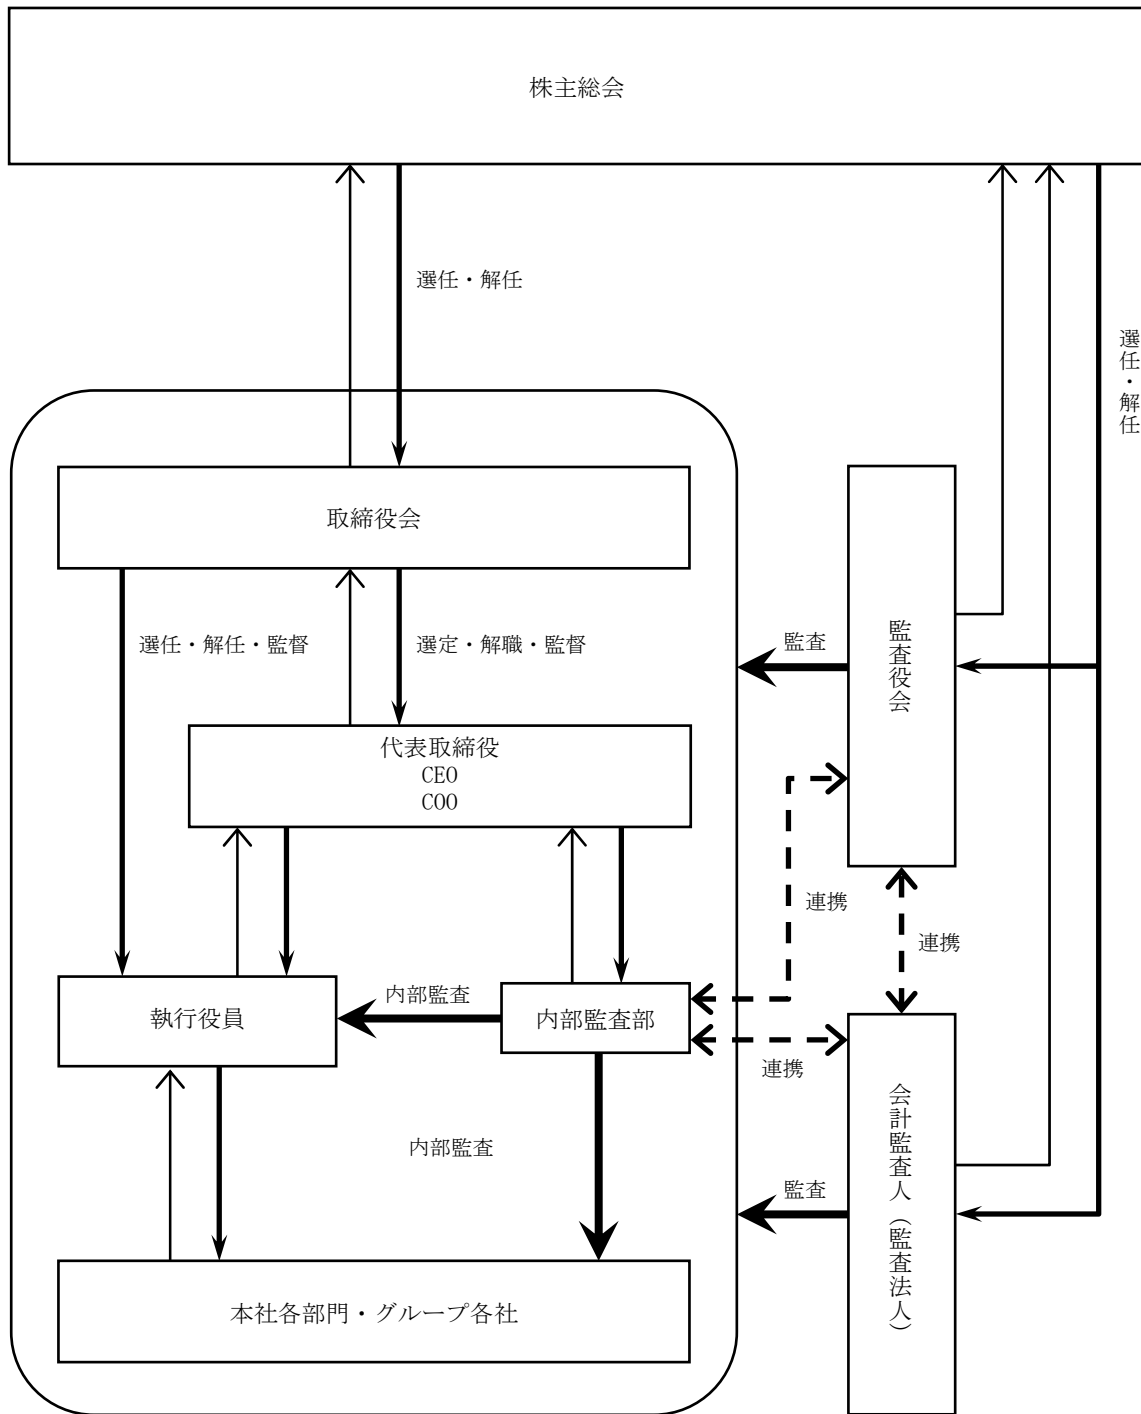 株主総会
選任・解任
選任・解任
取締役会
監査役会
選任・解任・監督
選定・解職・監督
監査
代表取締役
CEO
COO
連携
連携
執行役員
内部監査
内部監査部
連携
会計監査人（監査法人）
内部監査
監査
本社各部門・グループ各社